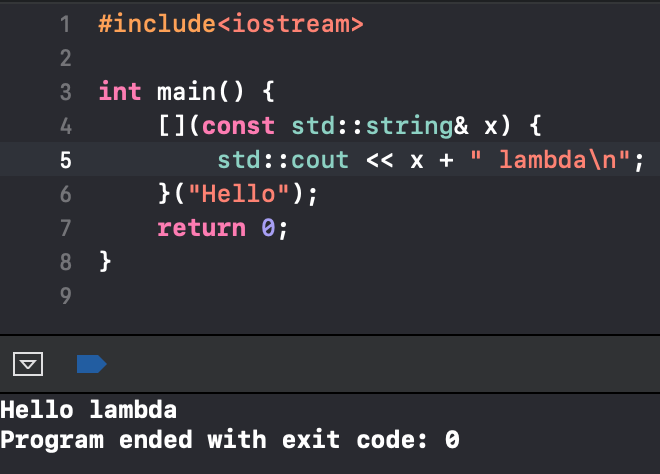 1 #include<iostream>
2
3 int main() {
4     [](const std::string& x) {
5         std::cout << x + " lambda\n";
6     }("Hello");
7     return 0;
8 }
9
Hello lambda
Program ended with exit code: 0